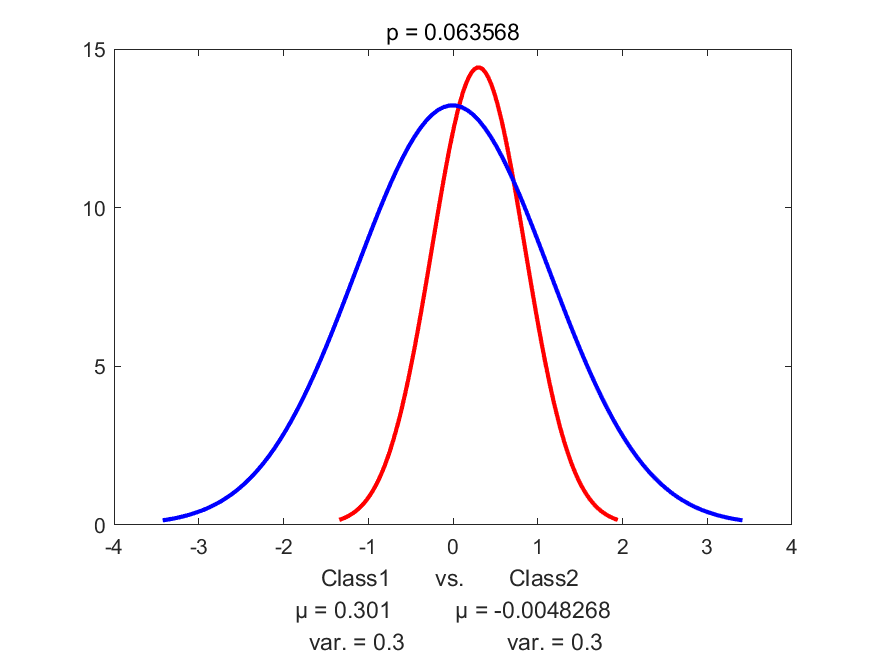 p = 0.063568
15
10
5
0
-4 -3 -2 -1 0 1 2 3 4
Class1 vs. Class2
μ = 0.301 μ = -0.0048268
var. = 0.3 var. = 0.3